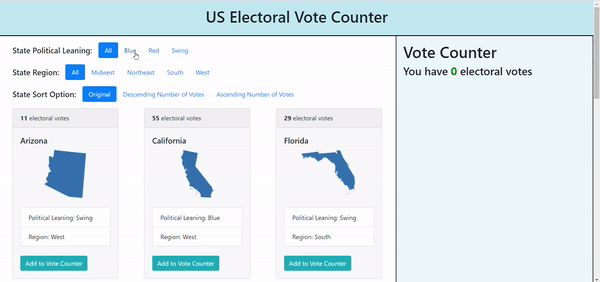 US Electoral Vote Counter
State Political Leaning: All Blue Red Swing
State Region: All Midwest Northeast South West
State Sort Option: Original Descending Number of Votes Ascending Number of Votes
11 electoral votes
Arizona
Political Leaning: Swing
Region: West
Add to Vote Counter
55 electoral votes
California
Political Leaning: Blue
Region: West
Add to Vote Counter
29 electoral votes
Florida
Political Leaning: Swing
Region: South
Add to Vote Counter
Vote Counter
You have 0 electoral votes